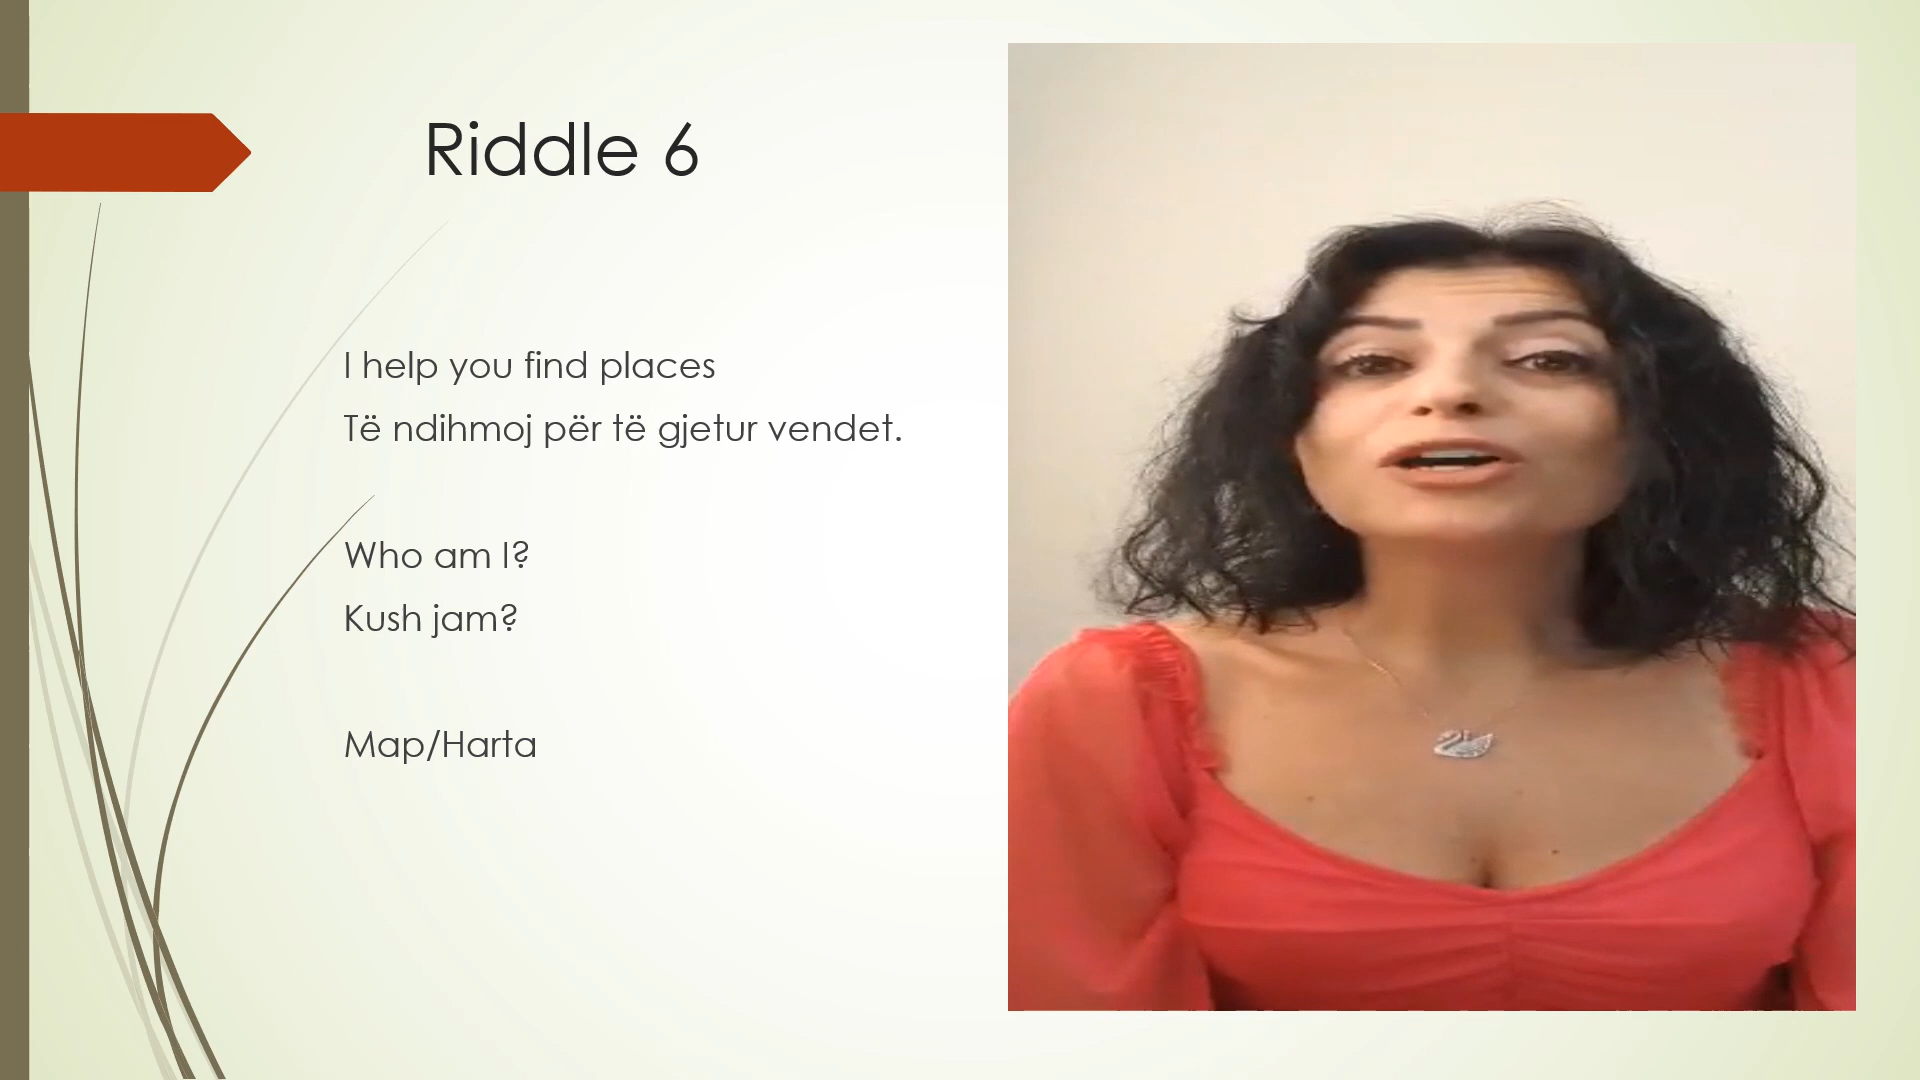 Riddle 6
I help you find places
Të ndihmoj për të gjetur vendet.
Who am I?
Kush jam?
Map/Harta